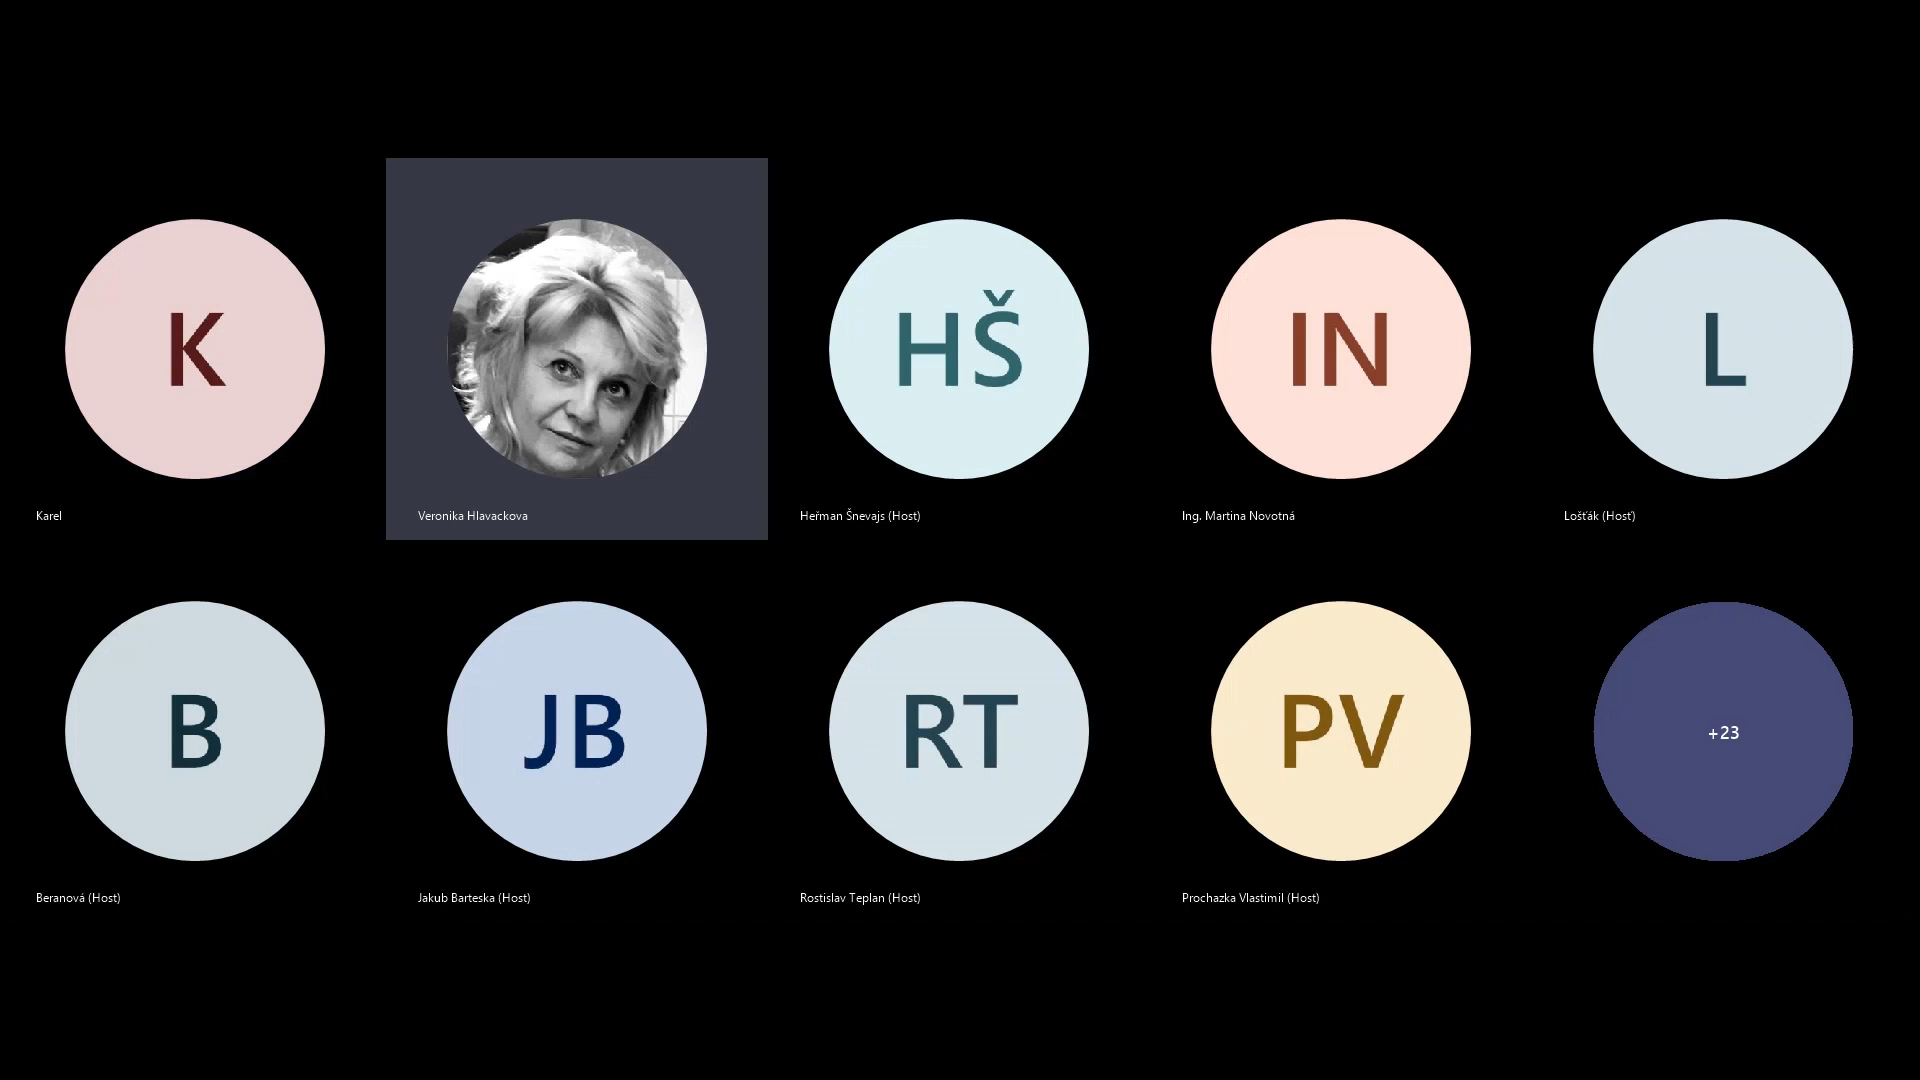 K
HŠ
IN
L
Karel
Veronika Hlavackova
Heřman Šnevajs (Host)
Ing. Martina Novotná
Lošťák (Hosť)
B
JB
RT
PV
+23
Beranová (Host)
Jakub Barteska (Host)
Rostislav Teplan (Host)
Prochazka Vlastimil (Host)